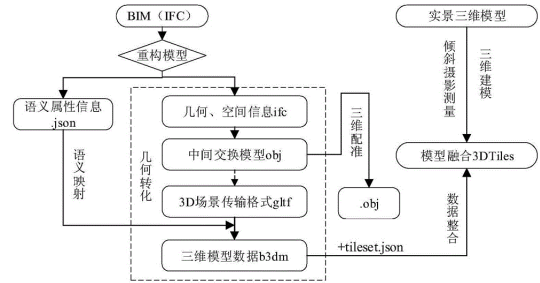 BIM（IFC）
实景三维模型
重构模型
倾斜摄影测量
三维建模
语义属性信息
.json
几何、空间信息ifc
三维配准
中间交换模型obj
模型融合3DTiles
语义映射
几何转化
3D场景传输格式gltf
.obj
数据整合
三维模型数据b3dm
+tileset.json